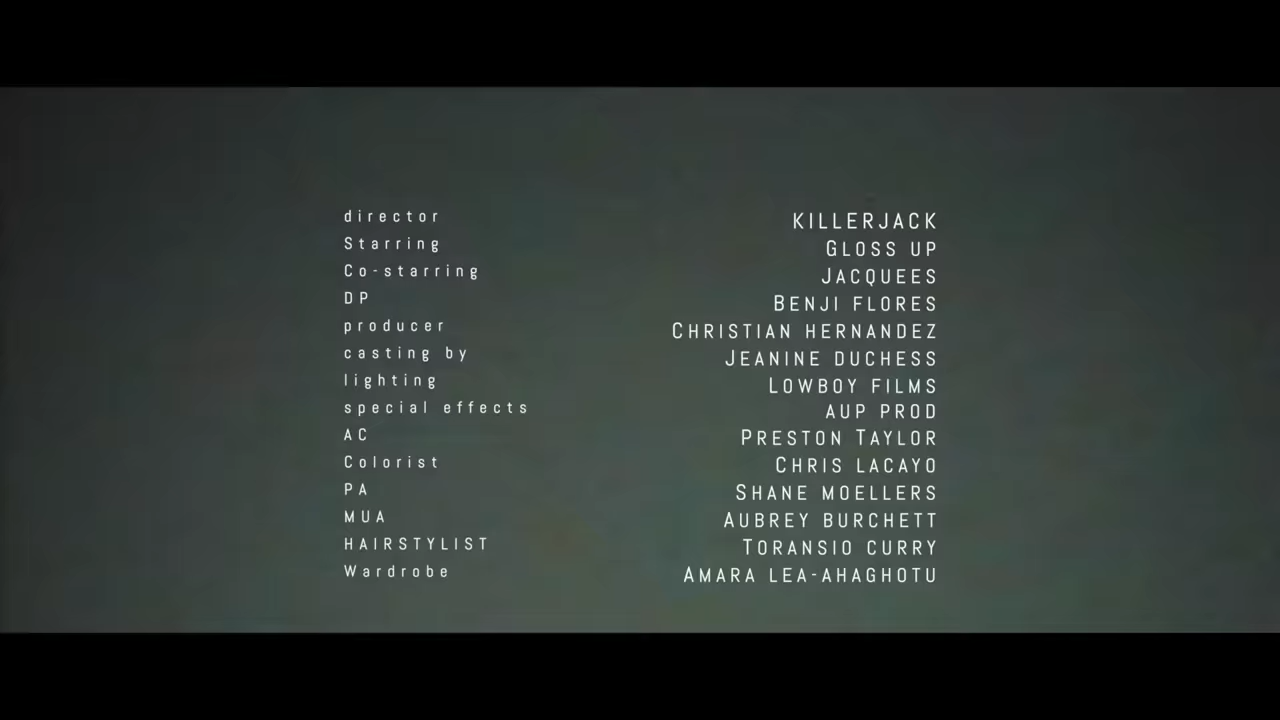 director KILLERJACK
Starring GLOSS UP
Co-starring JACQUEES
DP BENJI FLORES
producer CHRISTIAN HERNANDEZ
casting by JEANINE DUCHESS
lighting LOWBOY FILMS
special effects AUP PROD
AC PRESTON TAYLOR
Colorist CHRIS LACAYO
PA SHANE MOELLERS
MUA AUBREY BURCHETT
HAIRSTYLIST TORANSIO CURRY
Wardrobe AMARA LEA-AHAGHOTU